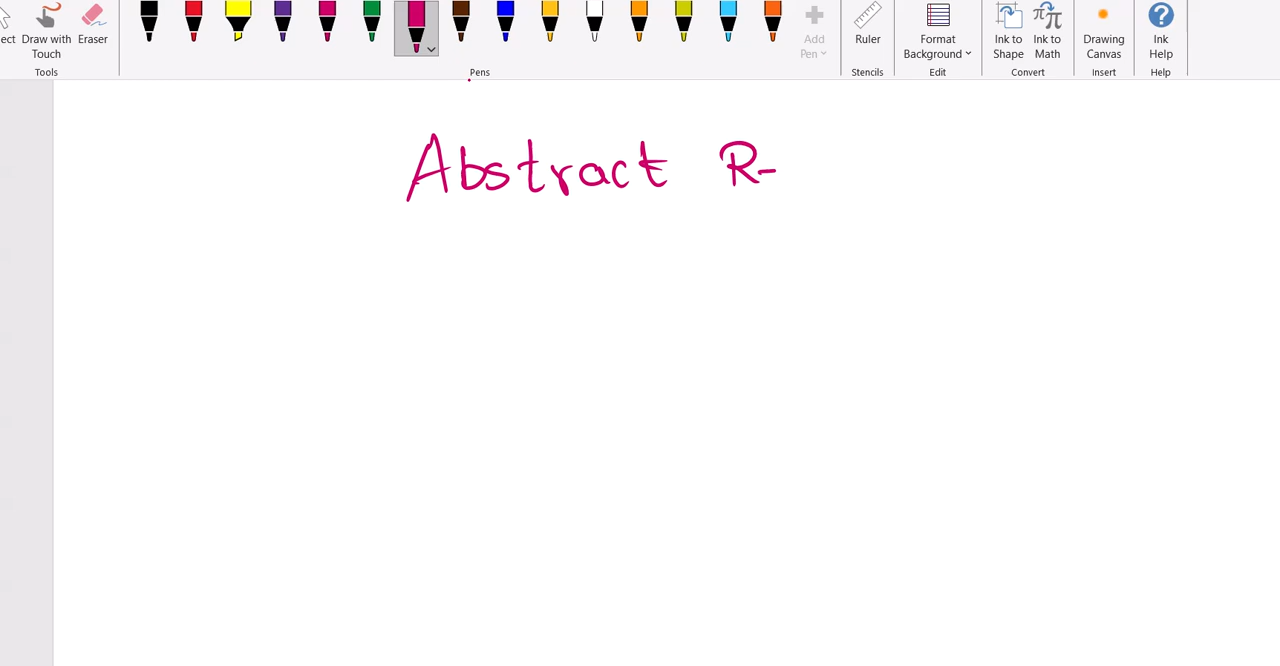 ect
Draw with Touch
Eraser
Tools
Pens
Add Pen
Ruler
Stencils
Format Background
Edit
Ink to Shape
Ink to Math
Convert
Drawing Canvas
Insert
Ink Help
Help
Abstract R-